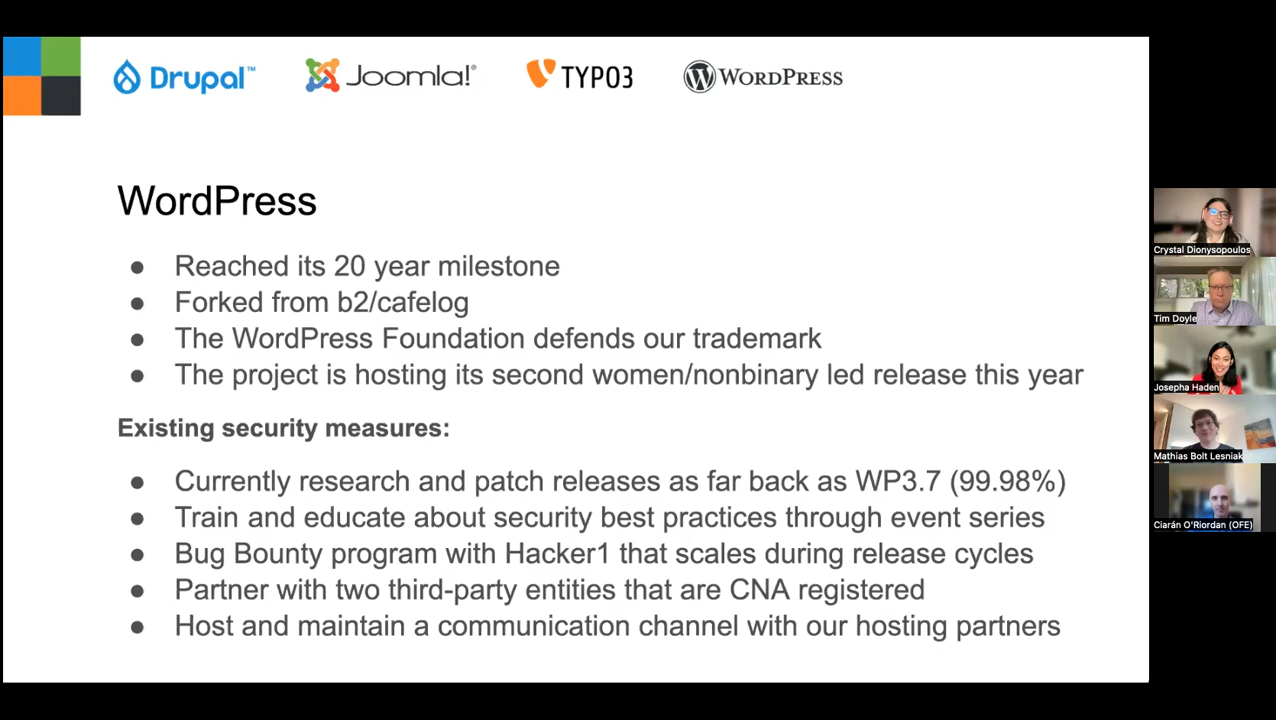 Drupal™
Joomla!®
TYPO3
WORDPRESS
WordPress
● Reached its 20 year milestone
● Forked from b2/cafelog
● The WordPress Foundation defends our trademark
● The project is hosting its second women/nonbinary led release this year
Existing security measures:
● Currently research and patch releases as far back as WP3.7 (99.98%)
● Train and educate about security best practices through event series
● Bug Bounty program with Hacker1 that scales during release cycles
● Partner with two third-party entities that are CNA registered
● Host and maintain a communication channel with our hosting partners
Crystal Dionysopoulos
Tim Doyle
Josepha Haden
Mathias Bolt Lesniak
Ciarán O'Riordan (OFE)